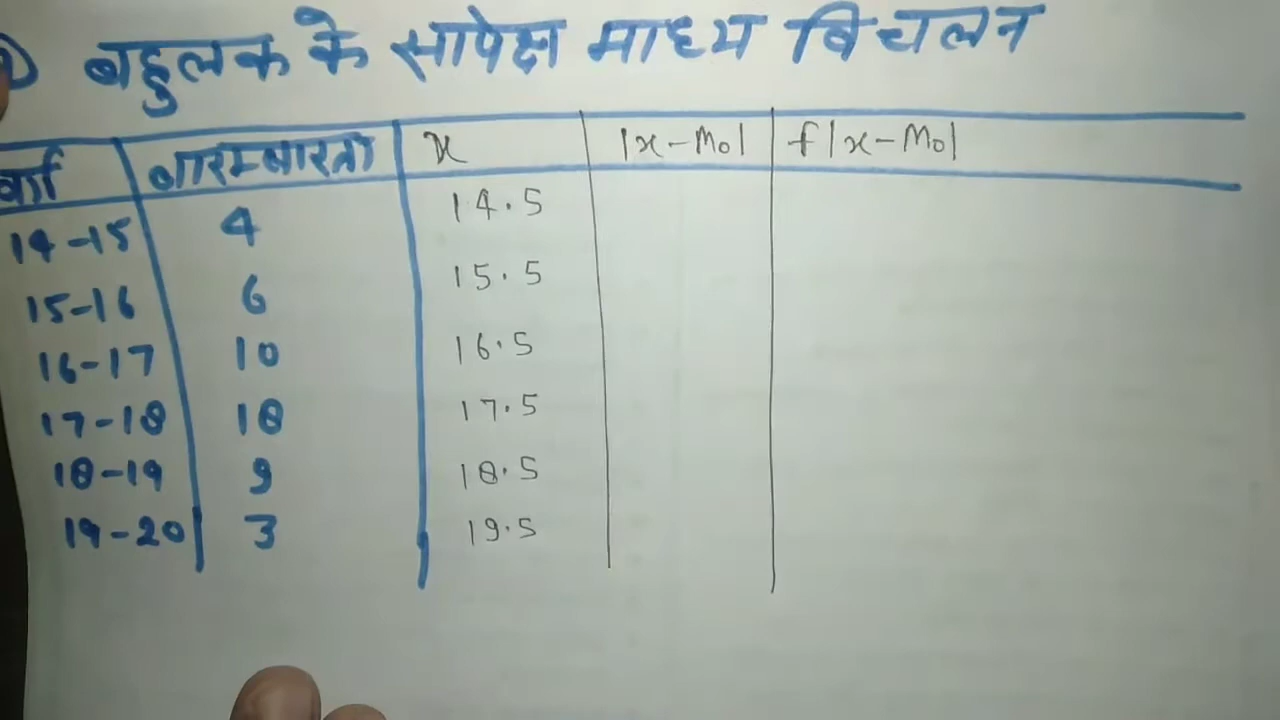 बहुलक के सापेक्ष माध्य विचलन
वर्ग बारम्बारता x |x-Mo| f|x-Mo|
14-15 4 14.5
15-16 6 15.5
16-17 10 16.5
17-18 18 17.5
18-19 9 18.5
19-20 3 19.5